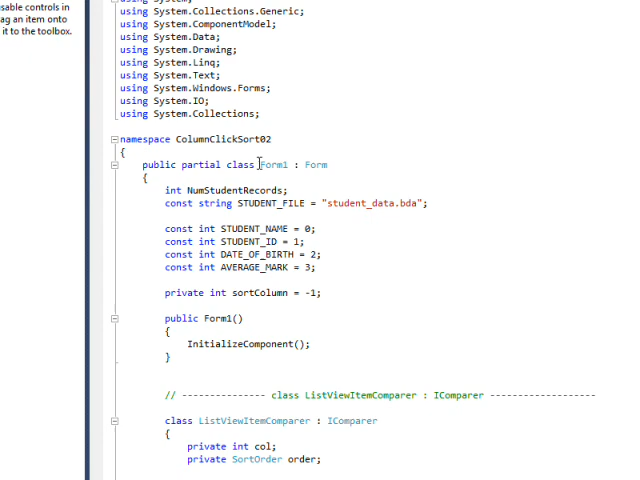 usable controls in
ag an item onto
it to the toolbox.
using System;
using System.Collections.Generic;
using System.ComponentModel;
using System.Data;
using System.Drawing;
using System.Linq;
using System.Text;
using System.Windows.Forms;
using System.IO;
using System.Collections;
namespace ColumnClickSort02
{
public partial class Form1 : Form
{
int NumStudentRecords;
const string STUDENT_FILE = "student_data.bda";
const int STUDENT_NAME = 0;
const int STUDENT_ID = 1;
const int DATE_OF_BIRTH = 2;
const int AVERAGE_MARK = 3;
private int sortColumn = -1;
public Form1()
{
InitializeComponent();
}
// --------------- class ListViewItemComparer : IComparer -------------------
class ListViewItemComparer : IComparer
{
private int col;
private SortOrder order;